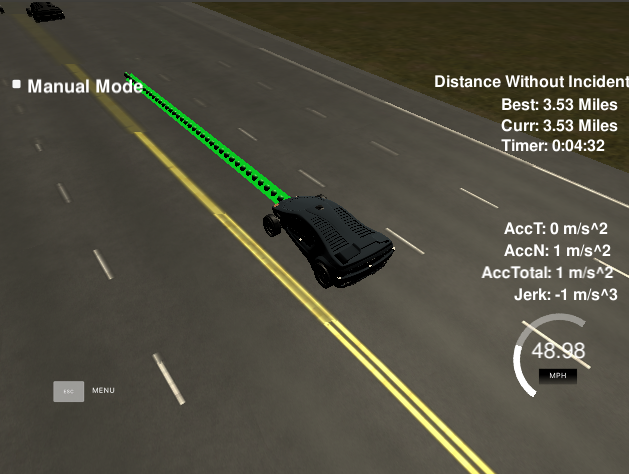 Manual Mode
Distance Without Incident
Best: 3.53 Miles
Curr: 3.53 Miles
Timer: 0:04:32
AccT: 0 m/s^2
AccN: 1 m/s^2
AccTotal: 1 m/s^2
Jerk: -1 m/s^3
48.98
MPH
ESC
MENU